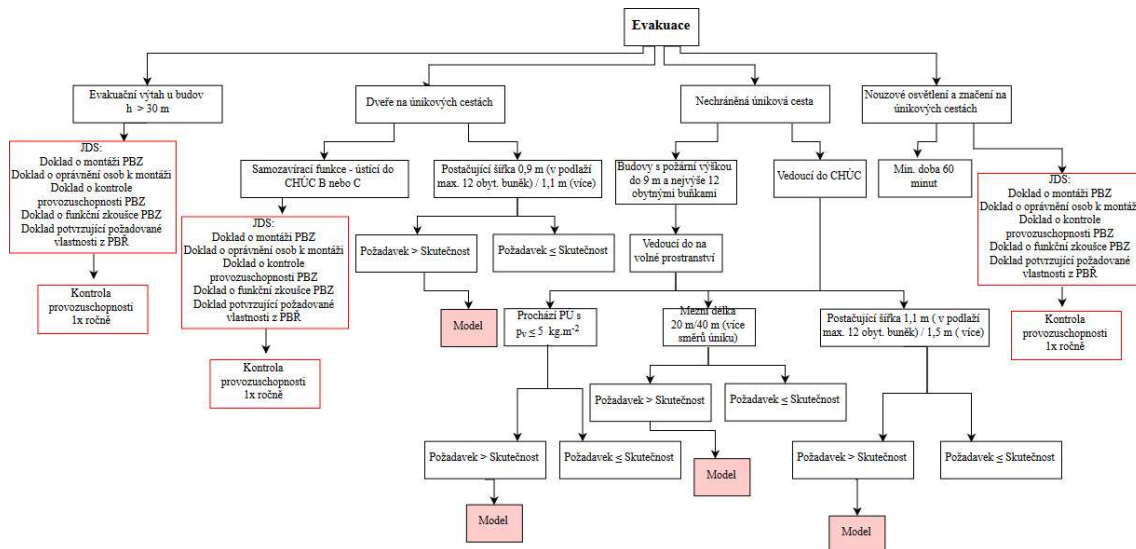 Evakuace
Evakuační výtah u budov
h > 30 m
Dveře na únikových cestách
Nechráněná úniková cesta
Nouzové osvětlení a značení na
únikových cestách
JDS:
Doklad o montáži PBZ
Doklad o oprávnění osob k montáži
Doklad o kontrole
provozuschopnosti PBZ
Doklad o funkční zkoušce PBZ
Doklad potvrzující požadované
vlastnosti z PBŘ
Kontrola
provozuschopnosti
1x ročně
Samozavírací funkce - ústící do
CHÚC B nebo C
JDS:
Doklad o montáži PBZ
Doklad o oprávnění osob k montáži
Doklad o kontrole
provozuschopnosti PBZ
Doklad o funkční zkoušce PBZ
Doklad potvrzující požadované
vlastnosti z PBŘ
Kontrola
provozuschopnosti
1x ročně
Postačující šířka 0,9 m (v podlaží
max. 12 obyt. buněk) / 1,1 m (více)
Požadavek > Skutečnost
Požadavek ≤ Skutečnost
Model
Budovy s požární výškou
do 9 m a nejvýše 12
obytnými buňkami
Vedoucí do CHÚC
Vedoucí do na
volné prostranství
Prochází PU s
pᵥ ≤ 5 kg.m⁻²
Mezní délka
20 m/40 m (více
směrů úniku)
Postačující šířka 1,1 m ( v podlaží
max. 12 obyt. buněk) / 1,5 m ( více)
Požadavek > Skutečnost
Požadavek ≤ Skutečnost
Model
Požadavek > Skutečnost
Požadavek ≤ Skutečnost
Model
Požadavek > Skutečnost
Požadavek ≤ Skutečnost
Model
Min. doba 60
minut
JDS:
Doklad o montáži PBZ
Doklad o oprávnění osob k montáži
Doklad o kontrole
provozuschopnosti PBZ
Doklad o funkční zkoušce PBZ
Doklad potvrzující požadované
vlastnosti z PBŘ
Kontrola
provozuschopnosti
1x ročně